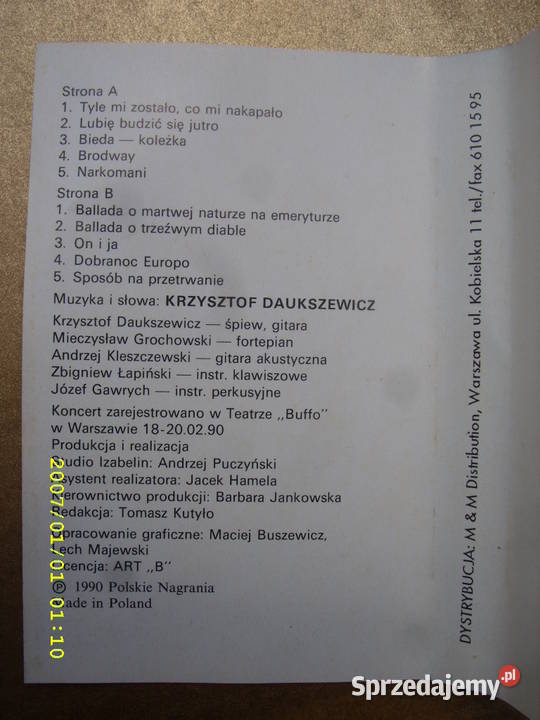 Strona A
1. Tyle mi zostało, co mi nakapało
2. Lubię budzić się jutro
3. Bieda — koleżka
4. Brodway
5. Narkomani
Strona B
1. Ballada o martwej naturze na emeryturze
2. Ballada o trzeźwym diable
3. On i ja
4. Dobranoc Europo
5. Sposób na przetrwanie
Muzyka i słowa: KRZYSZTOF DAUKSZEWICZ
Krzysztof Daukszewicz — śpiew, gitara
Mieczysław Grochowski — fortepian
Andrzej Kleszczewski — gitara akustyczna
Zbigniew Łapiński — instr. klawiszowe
Józef Gawrych — instr. perkusyjne
Koncert zarejestrowano w Teatrze „Buffo"
w Warszawie 18-20.02.90
Produkcja i realizacja
Studio Izabelin: Andrzej Puczyński
Asystent realizatora: Jacek Hamela
Kierownictwo produkcji: Barbara Jankowska
Redakcja: Tomasz Kutyło
Opracowanie graficzne: Maciej Buszewicz,
Lech Majewski
Licencja: ART „B"
Ⓟ 1990 Polskie Nagrania
Made in Poland
DYSTRYBUCJA: M & M Distribution, Warszawa ul. Kobielska 11 tel./fax 610 15 95
2007/01/01 01:10
Sprzedajemy.pl